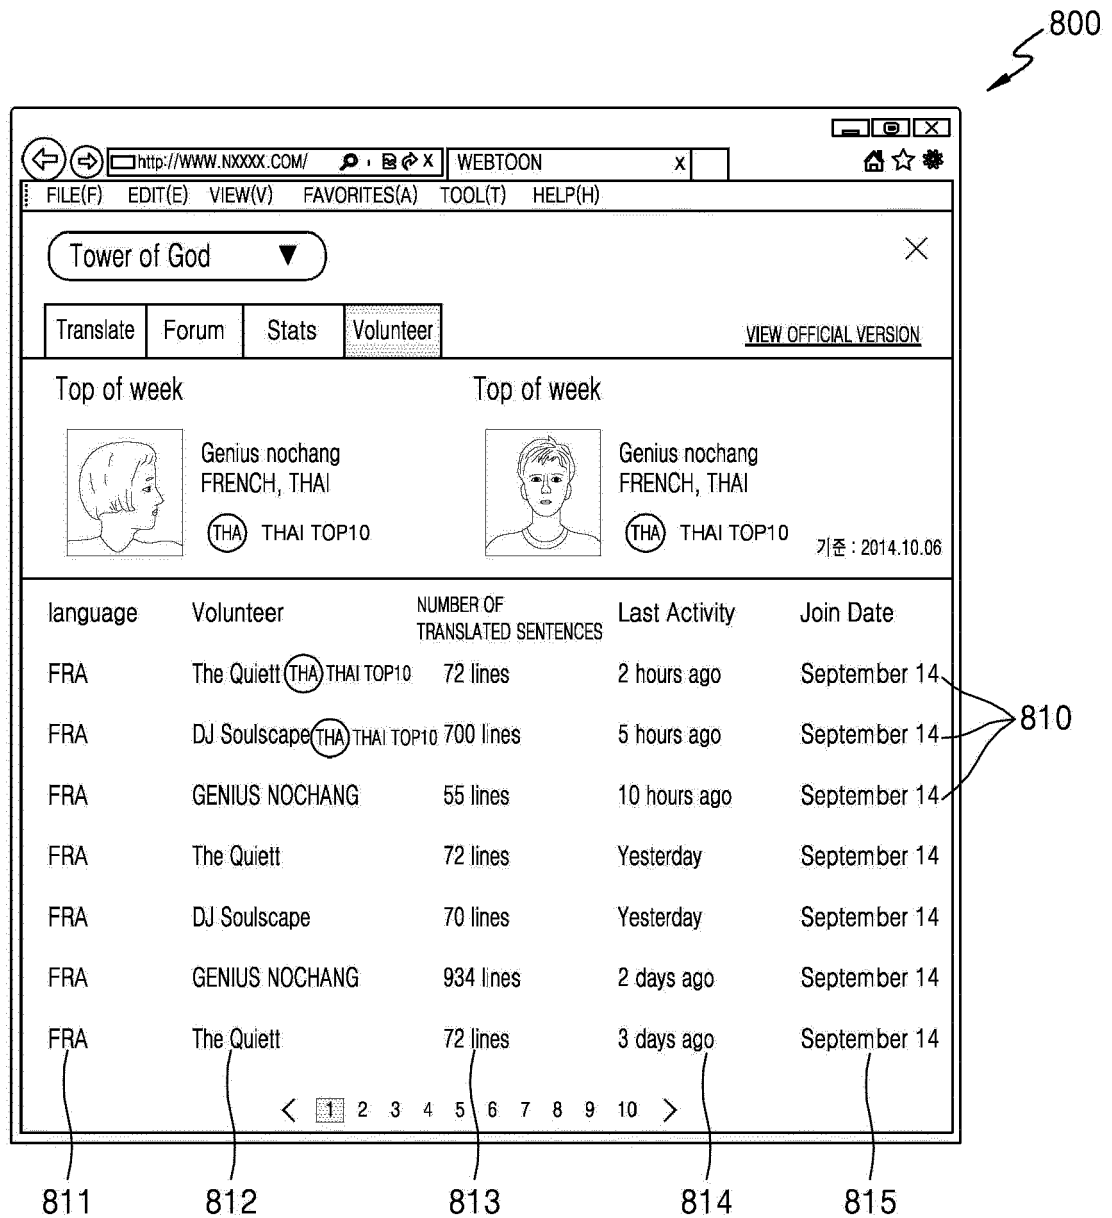 800
http://WWW.NXXXX.COM/ X WEBTOON X
FILE(F) EDIT(E) VIEW(V) FAVORITES(A) TOOL(T) HELP(H)
Tower of God ▼
Translate Forum Stats Volunteer VIEW OFFICIAL VERSION
Top of week Top of week
Genius nochang Genius nochang
FRENCH, THAI FRENCH, THAI
THA THAI TOP10 THA THAI TOP10 기준 : 2014.10.06
language Volunteer NUMBER OF TRANSLATED SENTENCES Last Activity Join Date
FRA The Quiett THA THAI TOP10 72 lines 2 hours ago September 14
FRA DJ Soulscape THA THAI TOP10 700 lines 5 hours ago September 14
810
FRA GENIUS NOCHANG 55 lines 10 hours ago September 14
FRA The Quiett 72 lines Yesterday September 14
FRA DJ Soulscape 70 lines Yesterday September 14
FRA GENIUS NOCHANG 934 lines 2 days ago September 14
FRA The Quiett 72 lines 3 days ago September 14
< 1 2 3 4 5 6 7 8 9 10 >
811 812 813 814 815